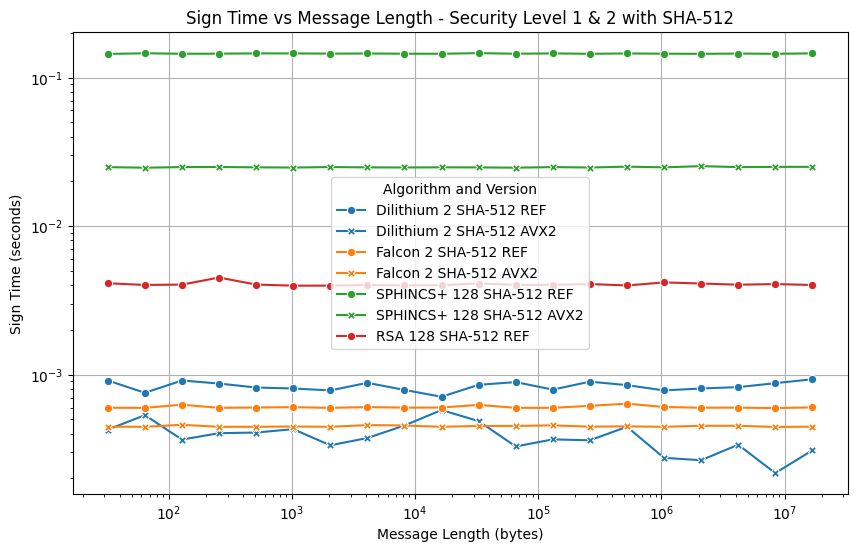 Sign Time vs Message Length - Security Level 1 & 2 with SHA-512
Sign Time (seconds)
10⁻¹
10⁻²
10⁻³
Algorithm and Version
Dilithium 2 SHA-512 REF
Dilithium 2 SHA-512 AVX2
Falcon 2 SHA-512 REF
Falcon 2 SHA-512 AVX2
SPHINCS+ 128 SHA-512 REF
SPHINCS+ 128 SHA-512 AVX2
RSA 128 SHA-512 REF
10² 10³ 10⁴ 10⁵ 10⁶ 10⁷
Message Length (bytes)